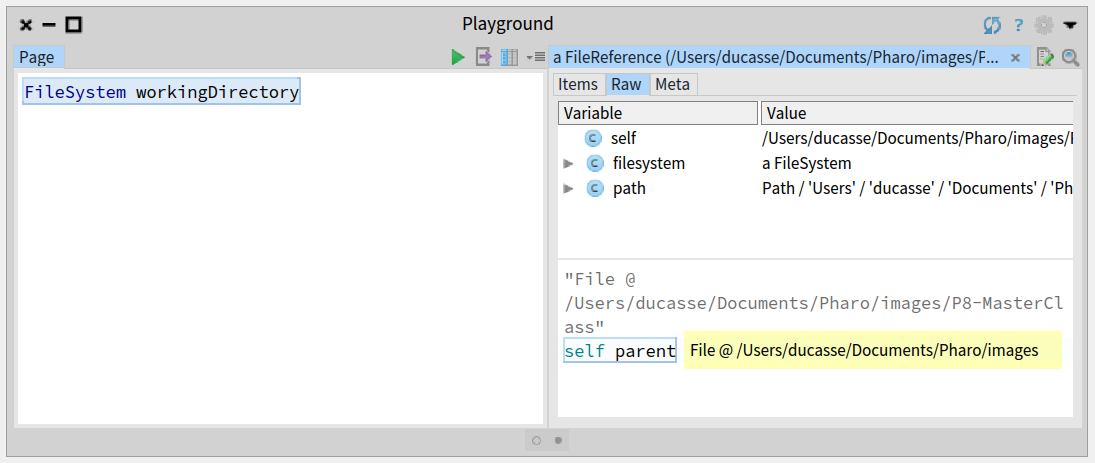 Playground
?
Page
a FileReference (/Users/ducasse/Documents/Pharo/images/F...
FileSystem workingDirectory
Items Raw Meta
Variable Value
C self /Users/ducasse/Documents/Pharo/images/
C filesystem a FileSystem
C path Path / 'Users' / 'ducasse' / 'Documents' / 'Ph
"File @
/Users/ducasse/Documents/Pharo/images/P8-MasterCl
ass"
self parent File @ /Users/ducasse/Documents/Pharo/images